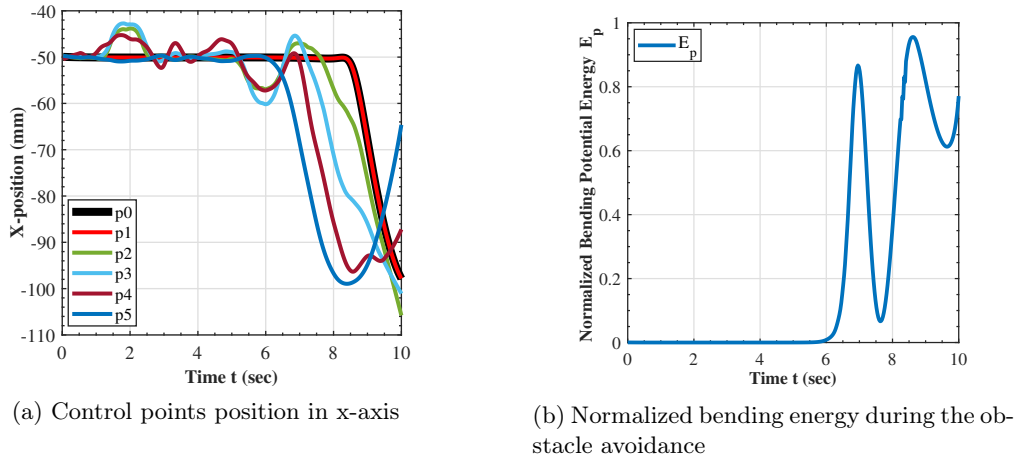 -40
-50
-60
-70
-80
-90
-100
-110
X-position (mm)
p0
p1
p2
p3
p4
p5
0 2 4 6 8 10
Time t (sec)
(a) Control points position in x-axis
1
0.8
0.6
0.4
0.2
0
Normalized Bending Potential Energy E_p
E_p
0 2 4 6 8 10
Time t (sec)
(b) Normalized bending energy during the ob-
stacle avoidance